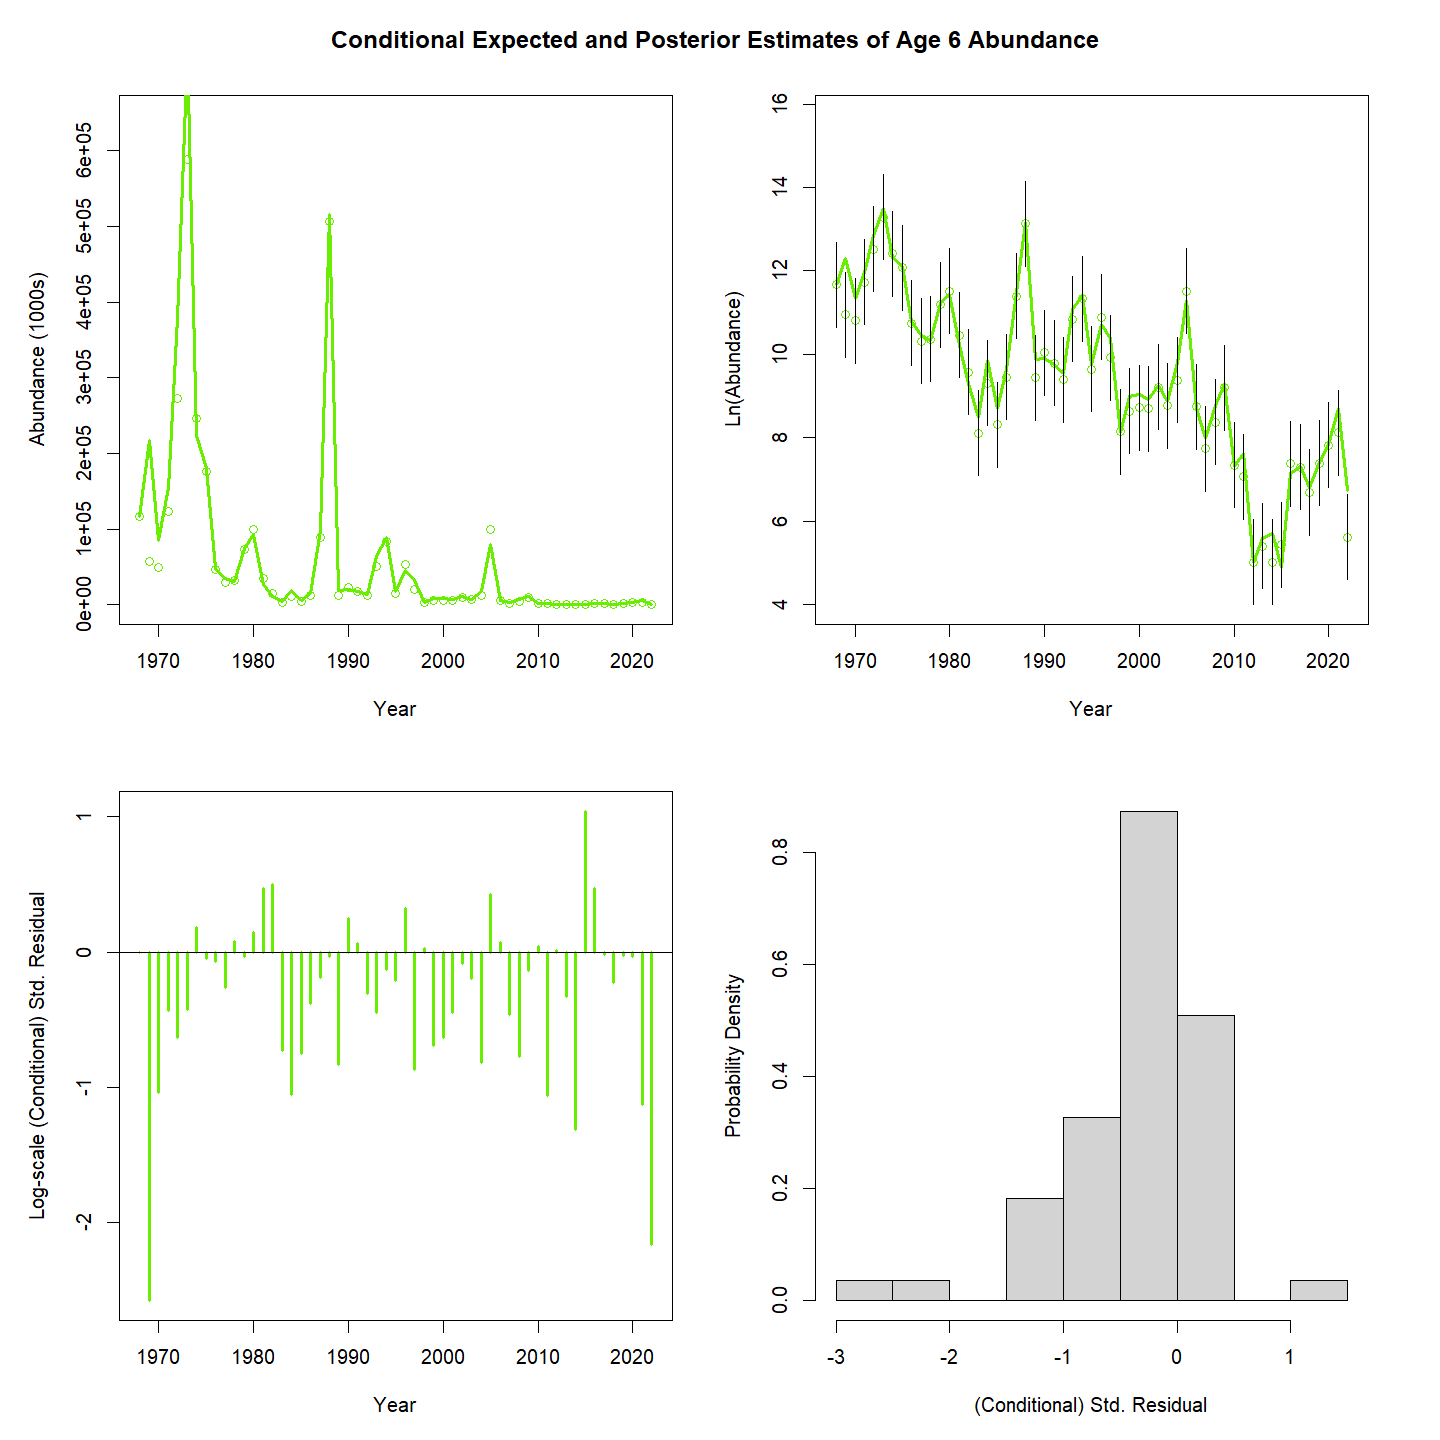 Conditional Expected and Posterior Estimates of Age 6 Abundance
Abundance (1000s)
0e+00 1e+05 2e+05 3e+05 4e+05 5e+05 6e+05
1970 1980 1990 2000 2010 2020
Year
Ln(Abundance)
4 6 8 10 12 14 16
1970 1980 1990 2000 2010 2020
Year
Log-scale (Conditional) Std. Residual
-2 -1 0 1
1970 1980 1990 2000 2010 2020
Year
Probability Density
0.0 0.2 0.4 0.6 0.8
-3 -2 -1 0 1
(Conditional) Std. Residual